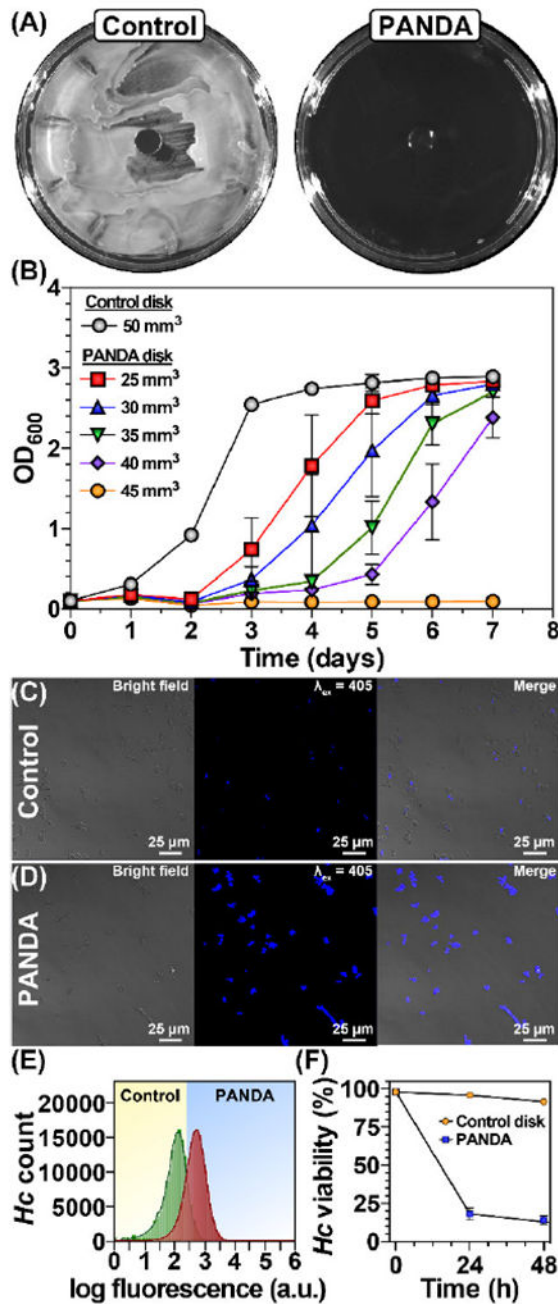 (A)
Control
PANDA
(B)
OD600
4
3
2
1
0
Control disk
50 mm³
PANDA disk
25 mm³
30 mm³
35 mm³
40 mm³
45 mm³
0 1 2 3 4 5 6 7 8
Time (days)
(C)
Control
Bright field
λex = 405
Merge
25 µm
25 µm
25 µm
(D)
PANDA
Bright field
λex = 405
Merge
25 µm
25 µm
25 µm
(E)
Hc count
20000
15000
10000
5000
0
Control
PANDA
0 1 2 3 4 5 6
log fluorescence (a.u.)
(F)
Hc viability (%)
100
75
50
25
0
Control disk
PANDA
0 24 48
Time (h)